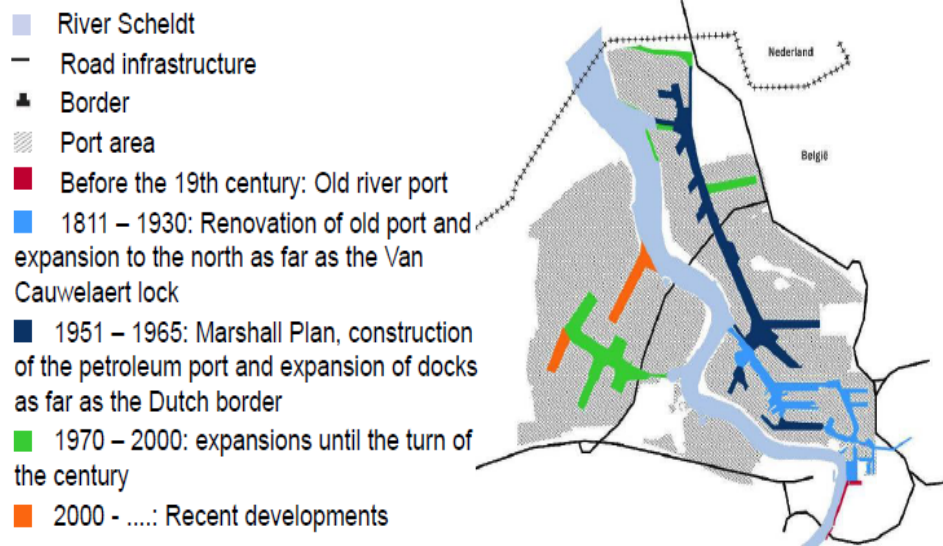 River Scheldt
Road infrastructure
Border
Port area
Before the 19th century: Old river port
1811 – 1930: Renovation of old port and
expansion to the north as far as the Van
Cauwelaert lock
1951 – 1965: Marshall Plan, construction
of the petroleum port and expansion of docks
as far as the Dutch border
1970 – 2000: expansions until the turn of
the century
2000 - ....: Recent developments
Nederland
België